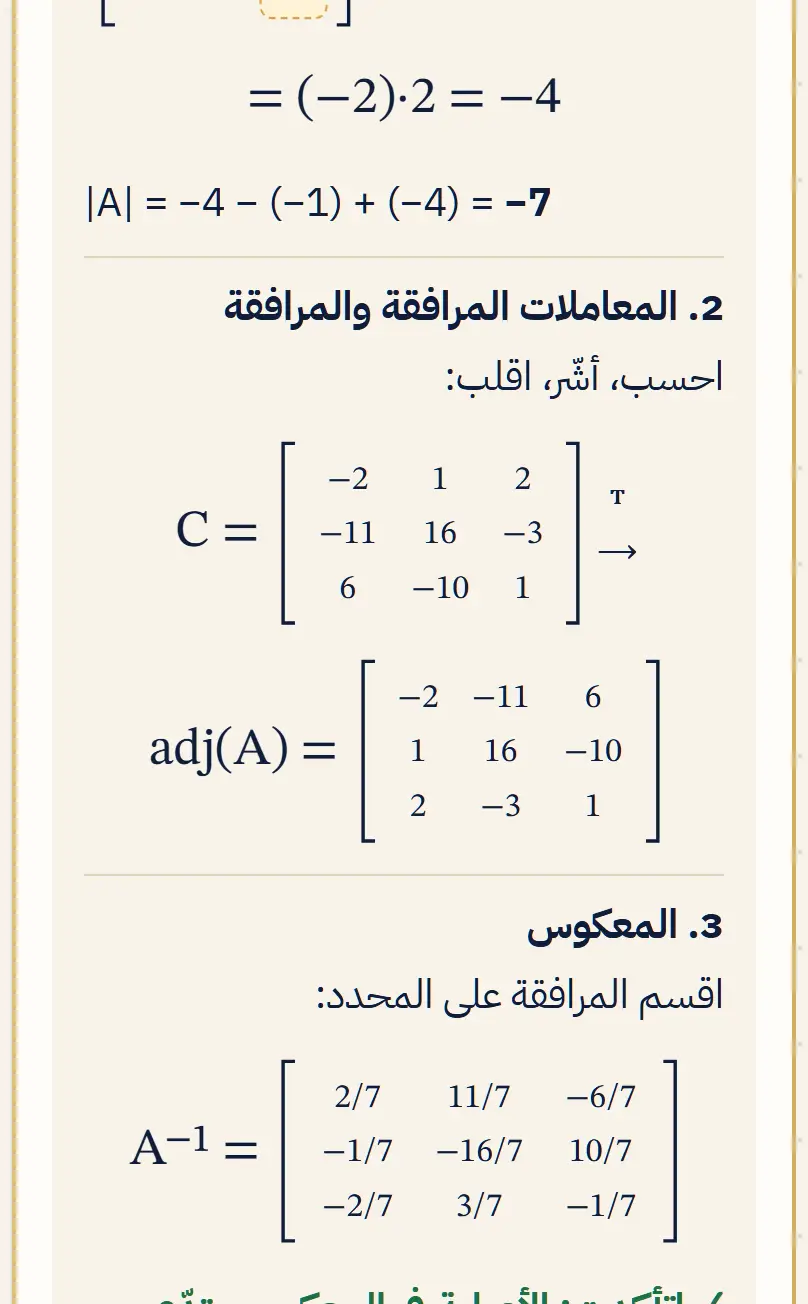 = (−2)·2 = −4
|A| = −4 − (−1) + (−4) = −7
2. المعاملات المرافقة والمرافقة
احسب، أشّر، اقلب:
C = [ −2 1 2
−11 16 −3
6 −10 1 ] T →
adj(A) = [ −2 −11 6
1 16 −10
2 −3 1 ]
3. المعكوس
اقسم المرافقة على المحدد:
A−1 = [ 2/7 11/7 −6/7
−1/7 −16/7 10/7
−2/7 3/7 −1/7 ]